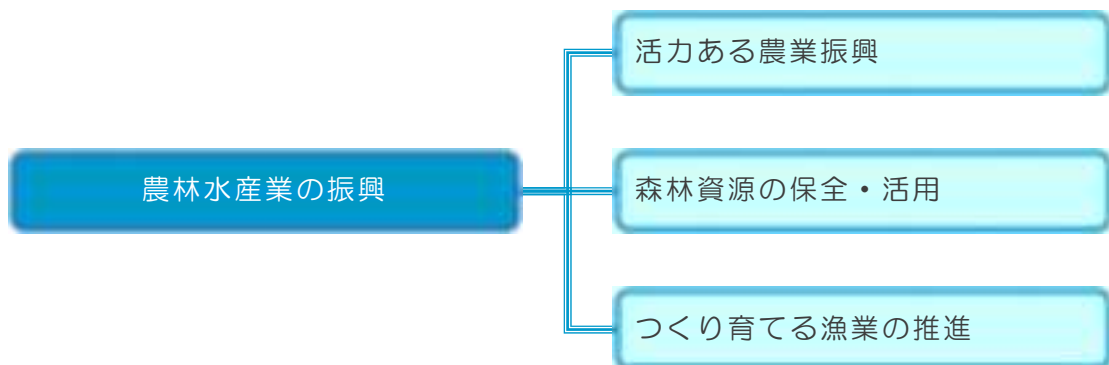 活力ある農業振興
農林水産業の振興
森林資源の保全・活用
つくり育てる漁業の推進